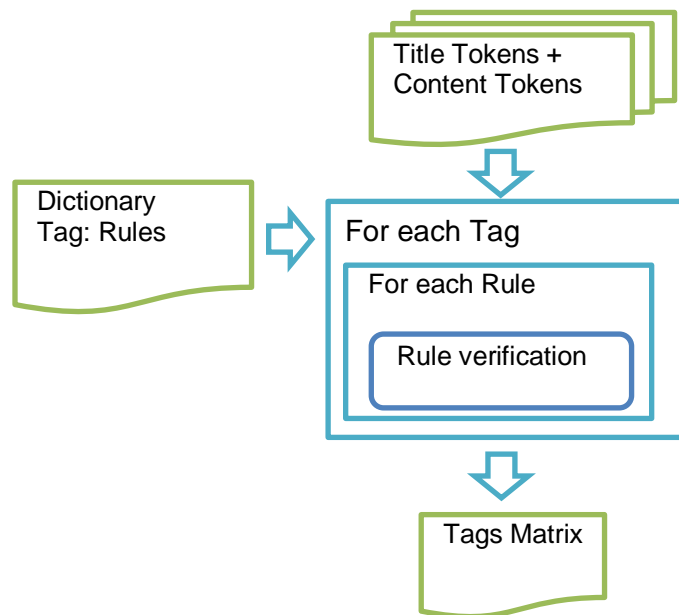 Title Tokens +
Content Tokens
Dictionary
Tag: Rules
For each Tag
For each Rule
Rule verification
Tags Matrix